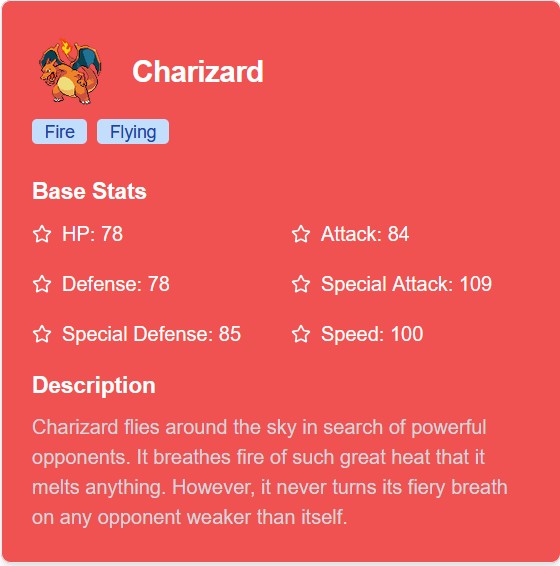 Charizard
Fire Flying
Base Stats
HP: 78 Attack: 84
Defense: 78 Special Attack: 109
Special Defense: 85 Speed: 100
Description
Charizard flies around the sky in search of powerful
opponents. It breathes fire of such great heat that it
melts anything. However, it never turns its fiery breath
on any opponent weaker than itself.